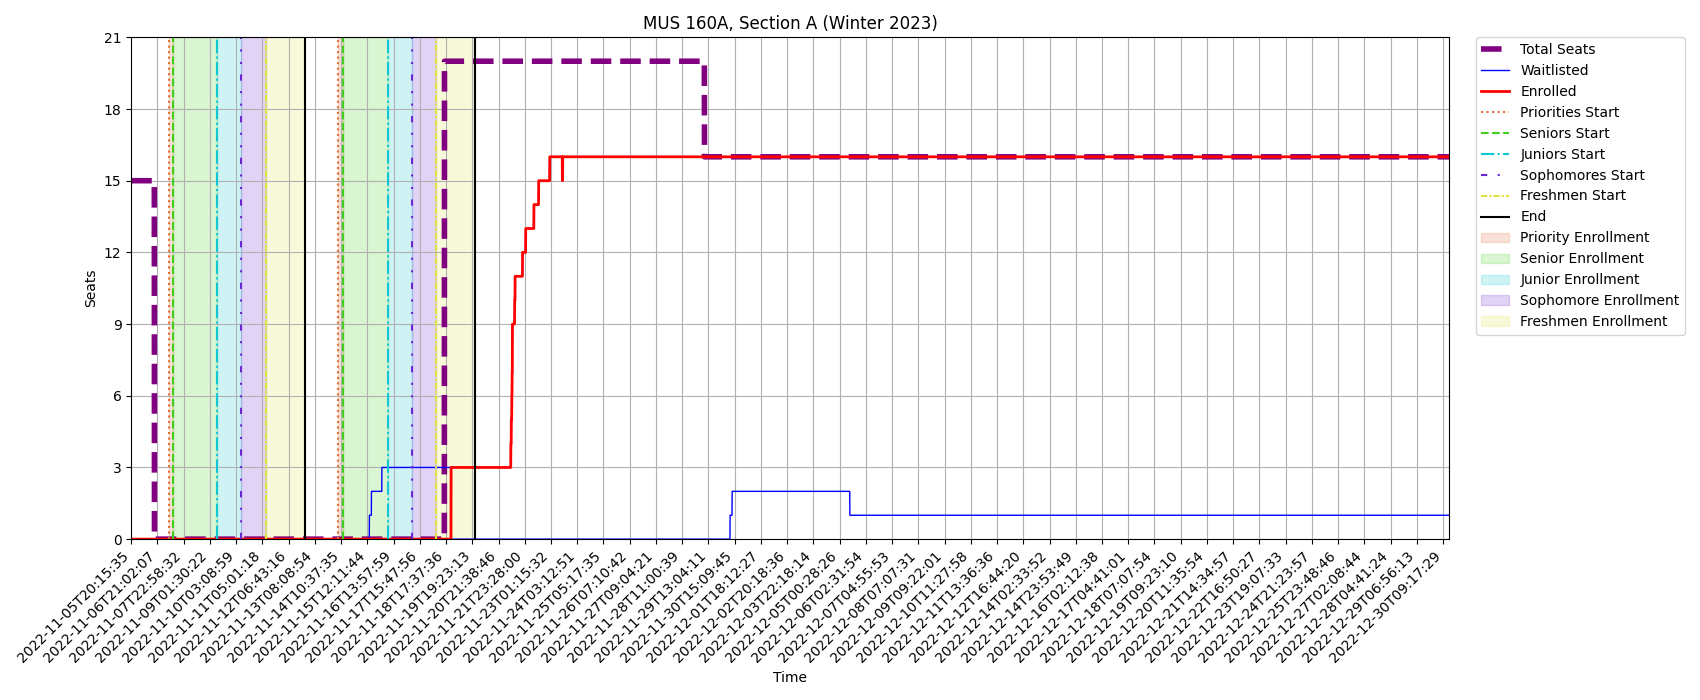 MUS 160A, Section A (Winter 2023)
21
18
15
12
9
6
3
0
Seats
2022-11-05T20:15:35
2022-11-06T21:02:07
2022-11-07T22:58:32
2022-11-09T01:30:22
2022-11-10T03:08:59
2022-11-11T05:01:18
2022-11-12T06:43:16
2022-11-13T08:08:54
2022-11-14T10:37:35
2022-11-15T12:11:44
2022-11-16T13:57:59
2022-11-17T15:47:56
2022-11-18T17:37:36
2022-11-19T19:23:13
2022-11-20T21:38:46
2022-11-21T23:28:00
2022-11-23T01:15:32
2022-11-24T03:12:51
2022-11-25T05:17:35
2022-11-26T07:10:42
2022-11-27T09:04:21
2022-11-28T11:00:39
2022-11-29T13:04:11
2022-11-30T15:09:45
2022-12-01T18:12:27
2022-12-02T20:18:36
2022-12-03T22:18:14
2022-12-05T00:28:26
2022-12-06T02:31:54
2022-12-07T04:55:53
2022-12-08T07:07:31
2022-12-09T09:22:01
2022-12-10T11:27:58
2022-12-11T13:36:36
2022-12-12T16:44:20
2022-12-14T02:33:52
2022-12-14T23:53:49
2022-12-16T02:12:38
2022-12-17T04:41:01
2022-12-18T07:07:54
2022-12-19T09:23:10
2022-12-20T11:35:54
2022-12-21T14:34:57
2022-12-22T16:50:27
2022-12-23T19:07:33
2022-12-24T21:23:57
2022-12-25T23:48:46
2022-12-27T02:08:44
2022-12-28T04:41:24
2022-12-29T06:56:13
2022-12-30T09:17:29
Time
Total Seats
Waitlisted
Enrolled
Priorities Start
Seniors Start
Juniors Start
Sophomores Start
Freshmen Start
End
Priority Enrollment
Senior Enrollment
Junior Enrollment
Sophomore Enrollment
Freshmen Enrollment